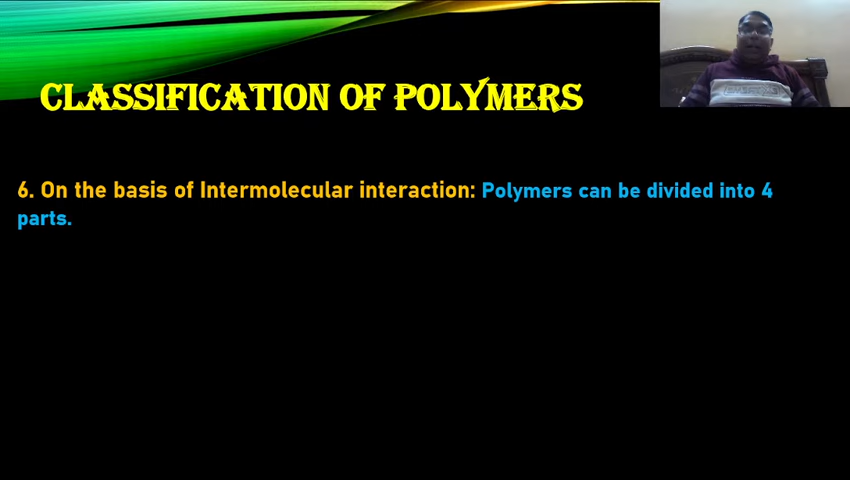 CLASSIFICATION OF POLYMERS
6. On the basis of Intermolecular interaction: Polymers can be divided into 4
parts.